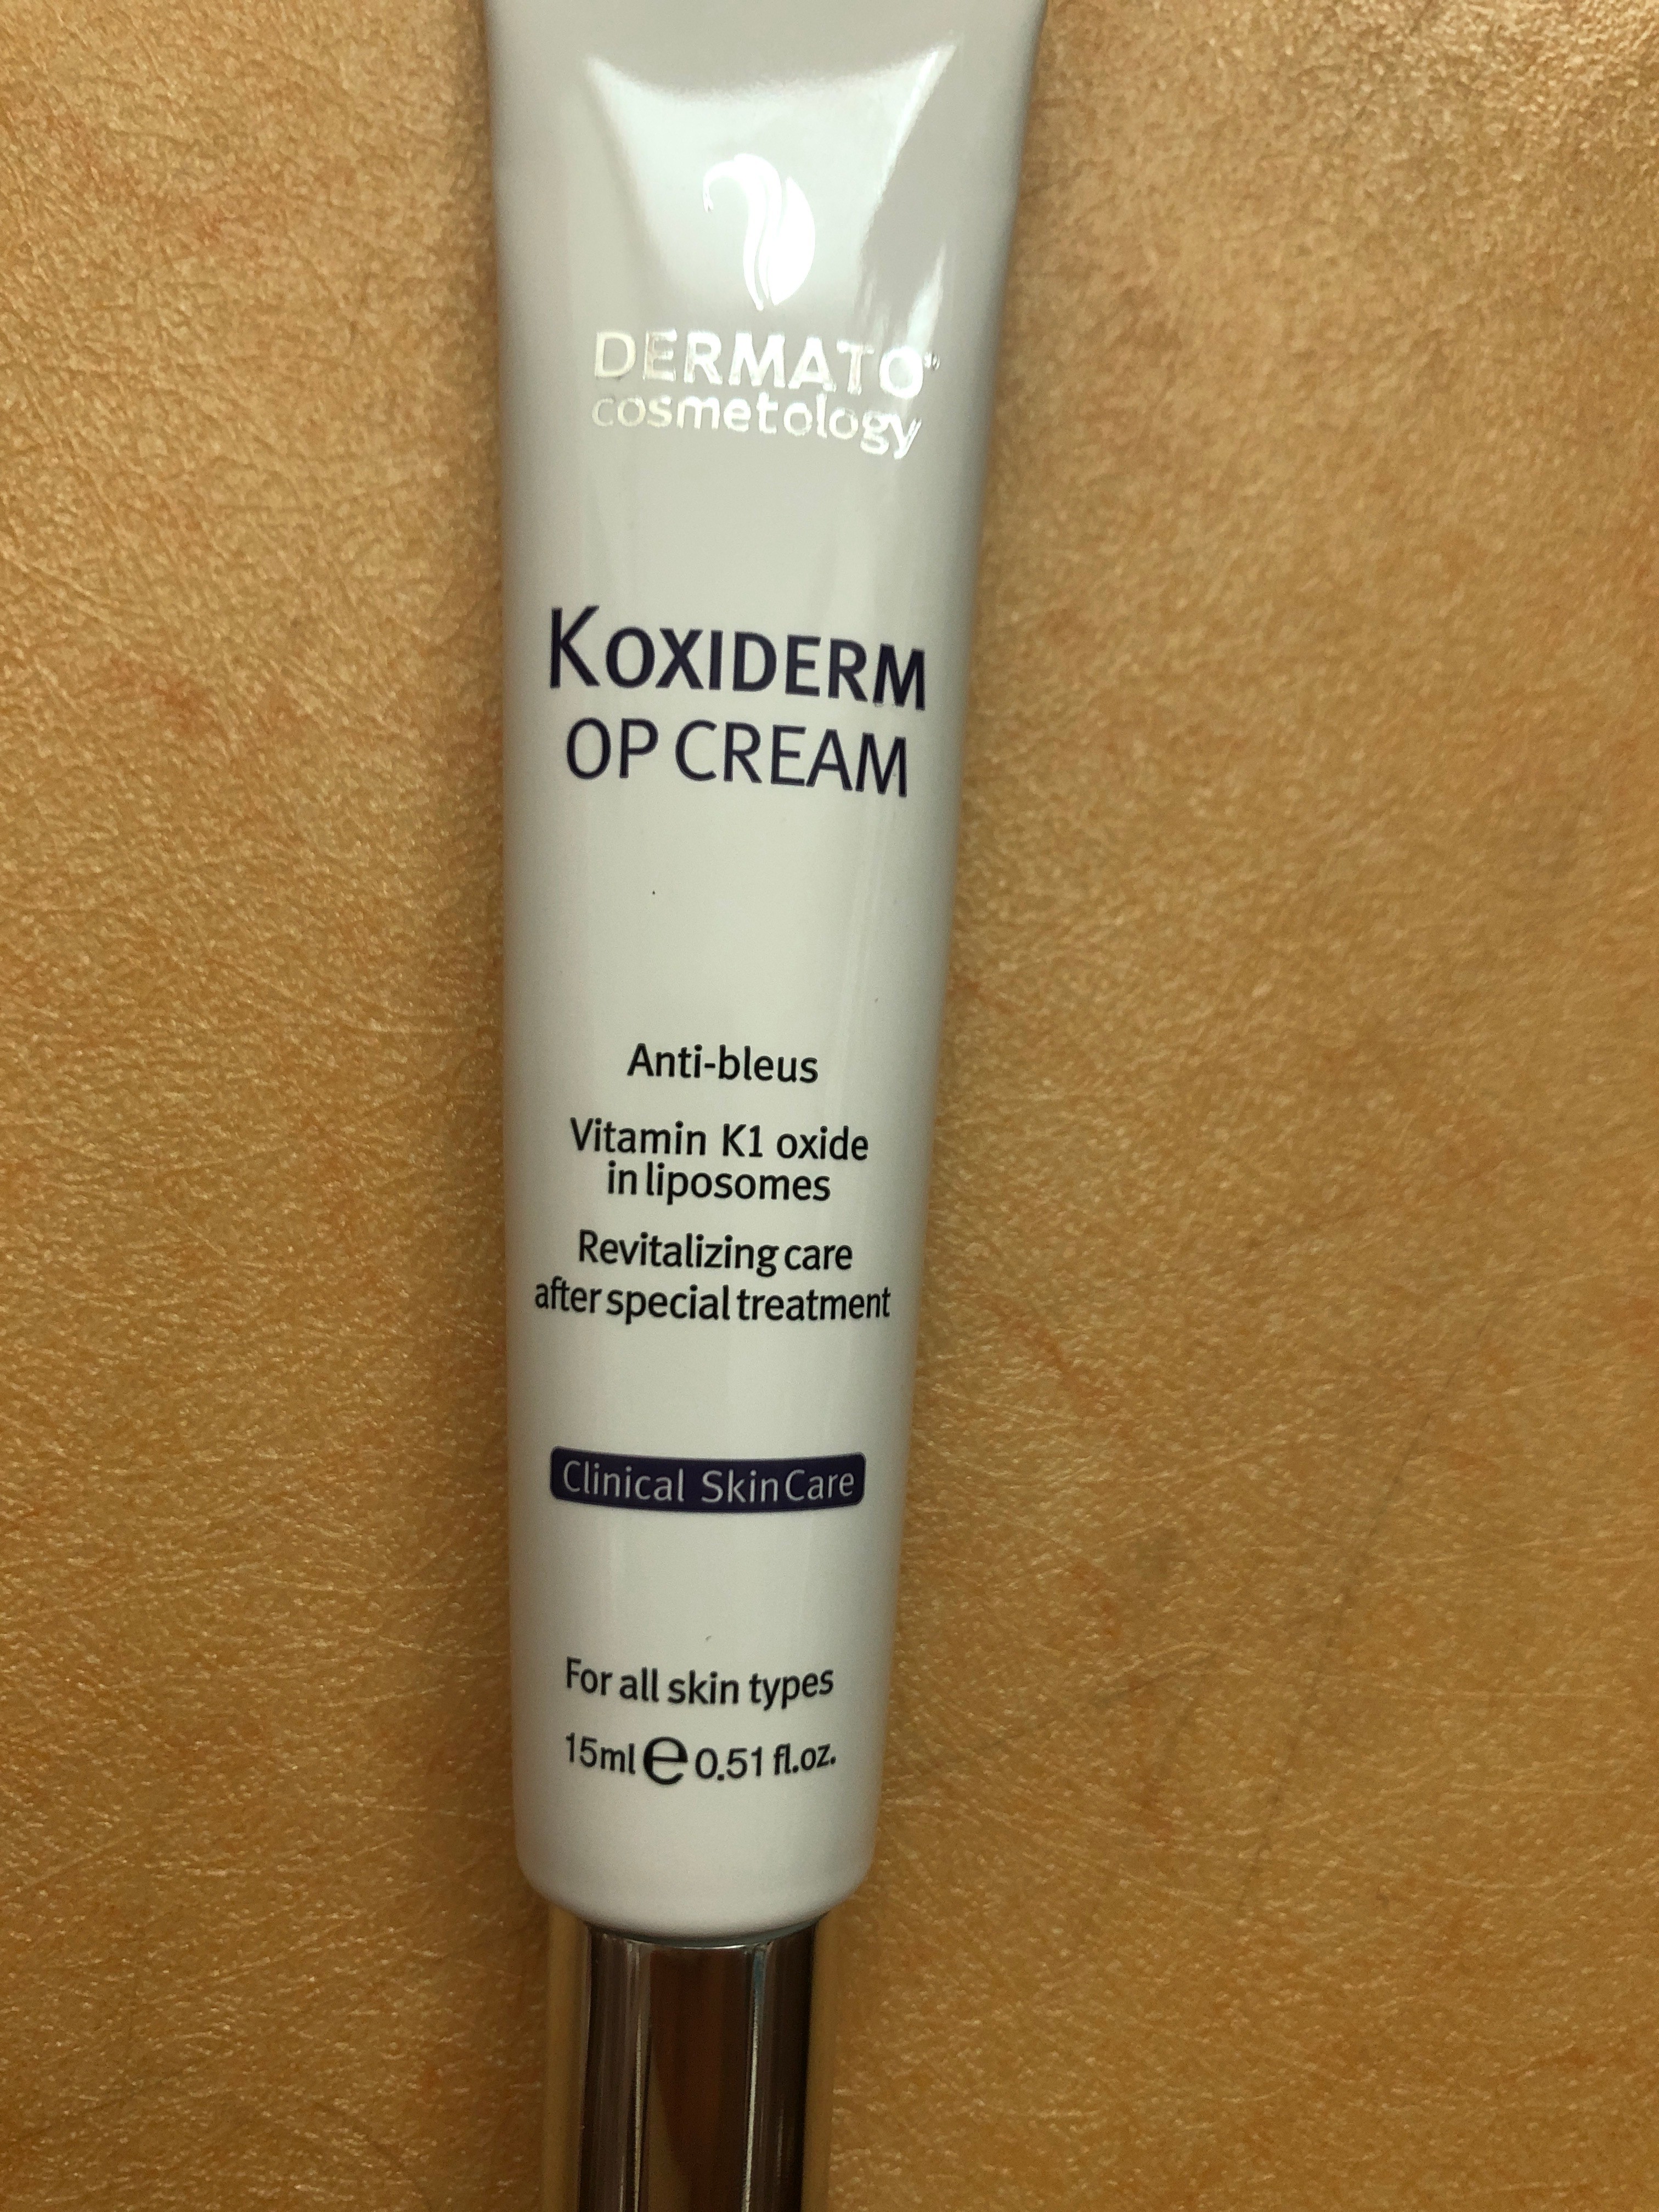 DERMATO®
cosmetology
KOXIDERM
OP CREAM
Anti-bleus
Vitamin K1 oxide
in liposomes
Revitalizing care
after special treatment
Clinical SkinCare
For all skin types
15ml e 0.51 fl.oz.